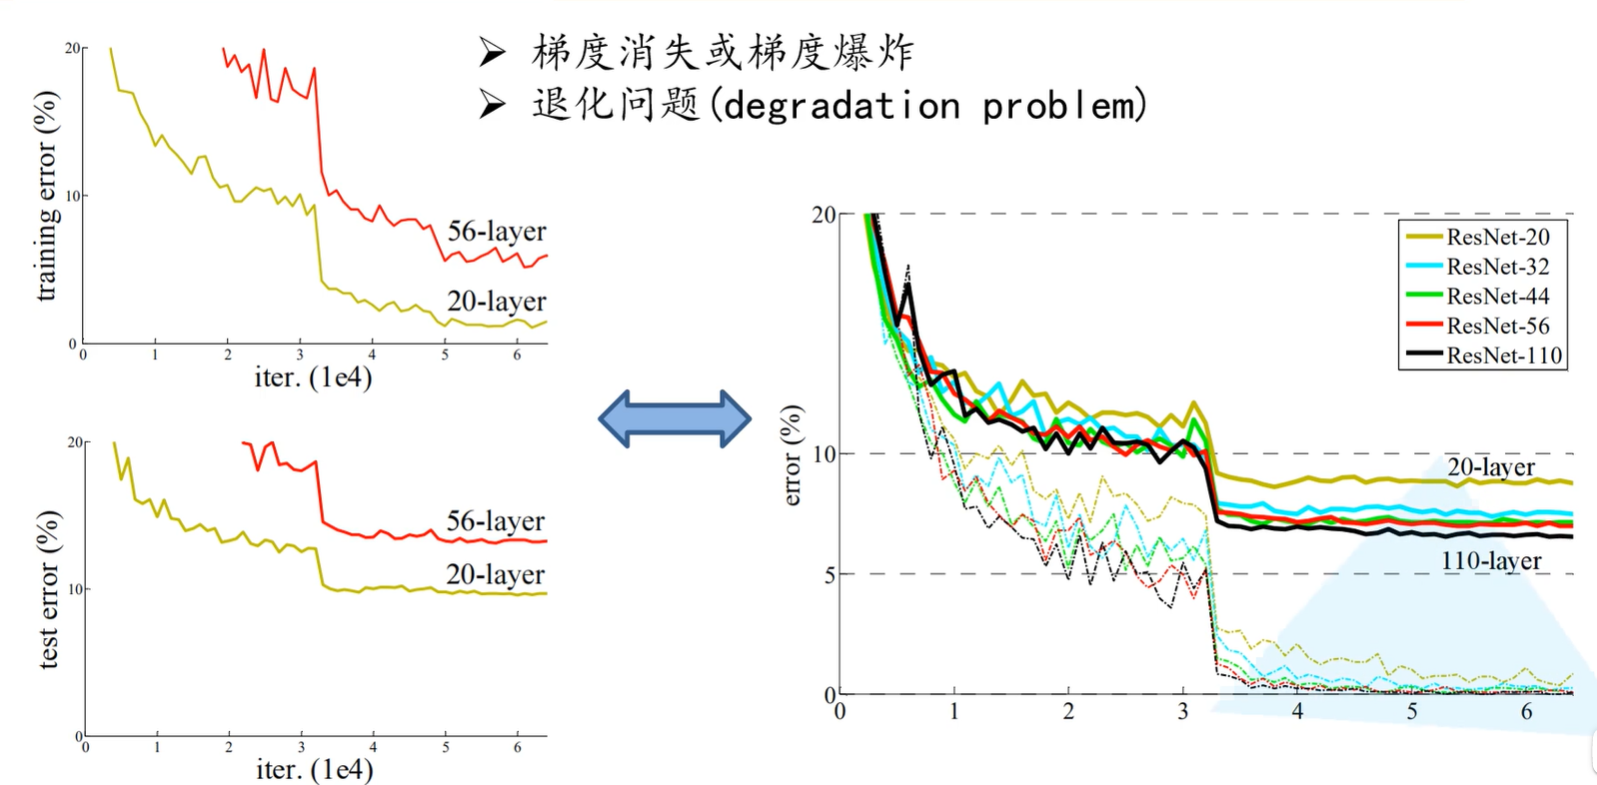 ➢ 梯度消失或梯度爆炸
➢ 退化问题(degradation problem)
training error (%)
20
10
0
56-layer
20-layer
0 1 2 3 4 5 6
iter. (1e4)
test error (%)
20
10
0
56-layer
20-layer
0 1 2 3 4 5 6
iter. (1e4)
error (%)
20
10
5
0
ResNet-20
ResNet-32
ResNet-44
ResNet-56
ResNet-110
20-layer
110-layer
0 1 2 3 4 5 6